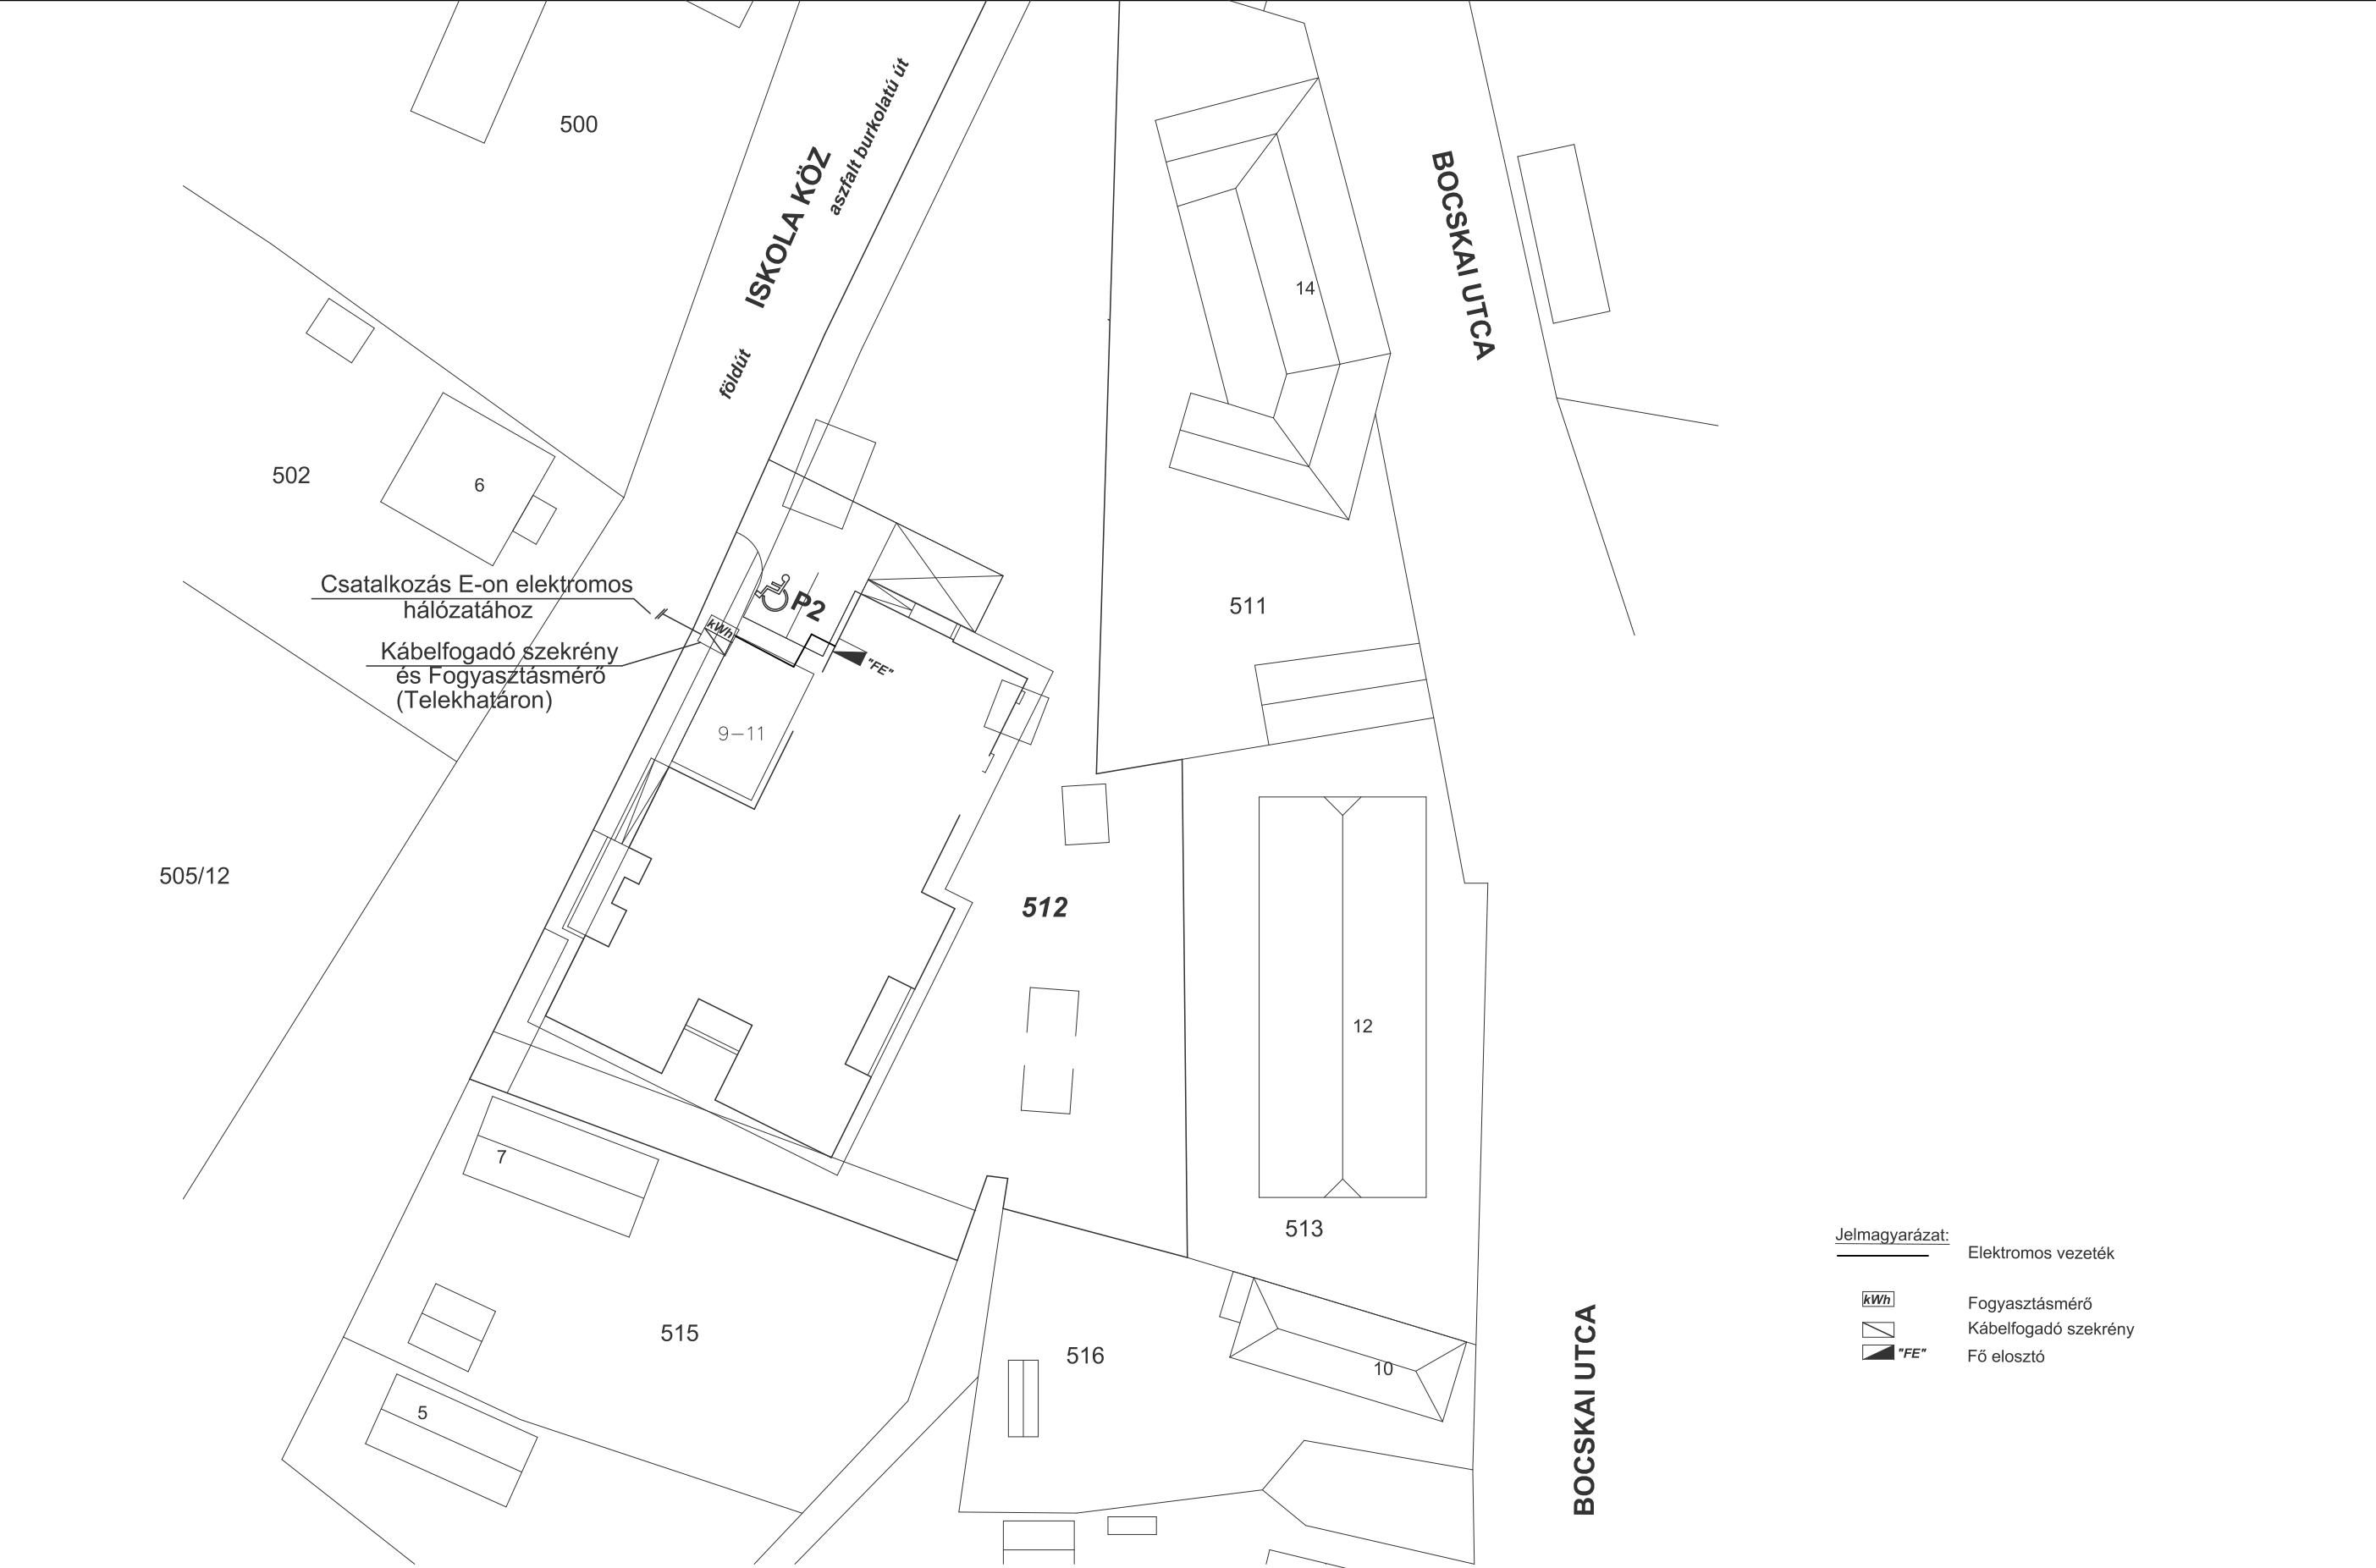 500
ISKOLA KÖZ
aszfalt burkolatú út
földút
BOCSKAI UTCA
14
502
6
Csatalkozás E-on elektromos
hálózatához
Kábelfogadó szekrény
és Fogyasztásmérő
(Telekhatáron)
kWh
P2
"FE"
511
9-11
505/12
512
12
513
7
515
516
10
5
BOCSKAI UTCA
Jelmagyarázat:
Elektromos vezeték
kWh Fogyasztásmérő
Kábelfogadó szekrény
"FE" Fő elosztó